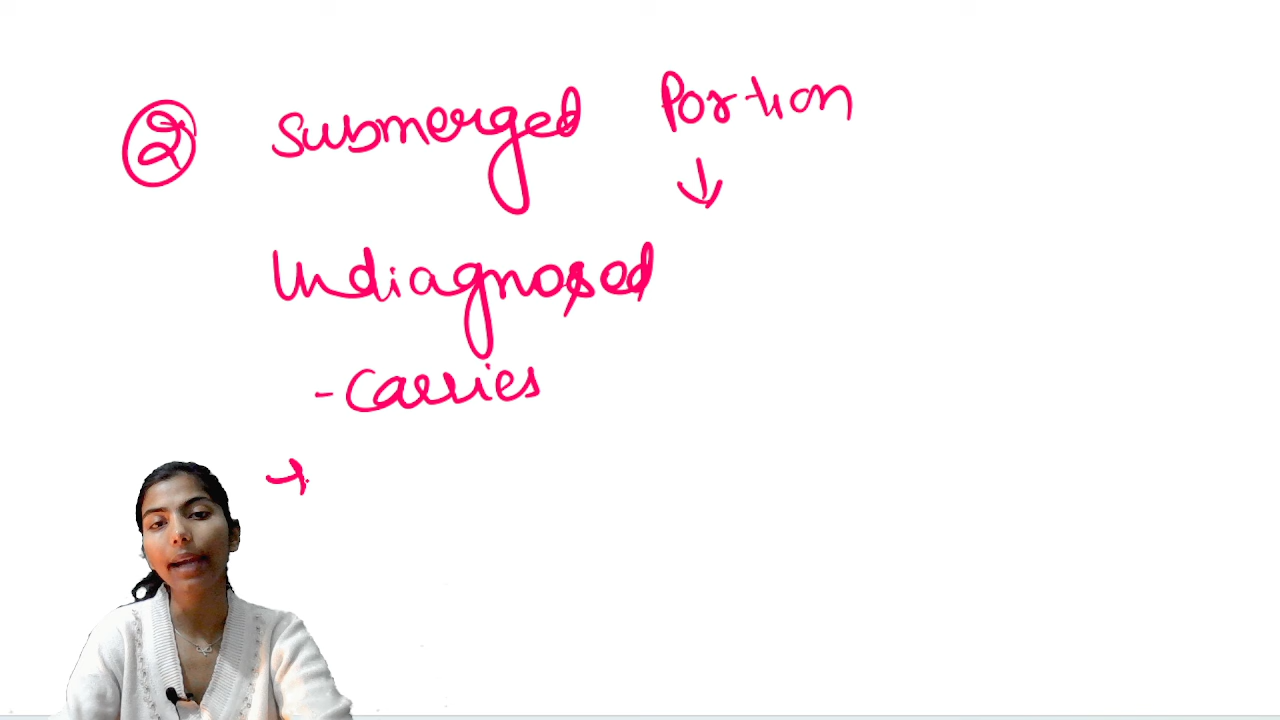 ② Submerged Portion
↓
Undiagnosed
- Carries